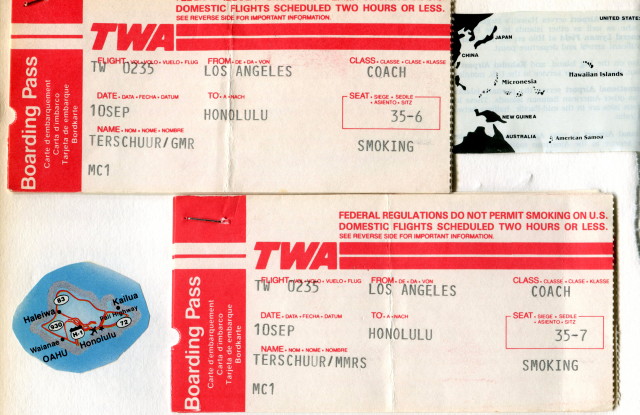 DOMESTIC FLIGHTS SCHEDULED TWO HOURS OR LESS.
SEE REVERSE SIDE FOR IMPORTANT INFORMATION.
TWA
Boarding Pass
Carte d'embarquement
Carta d'imbarco
Tarjeta de embarque
Bordkarte
FLIGHT • VOL • VOLO • VUELO • FLUG
FROM • DE • DA • VON
CLASS • CLASSE • CLASE • KLASSE
TW 0235
LOS ANGELES
COACH
DATE • DATA • FECHA • DATUM
TO • A • NACH
SEAT • SIEGE • SEDILE
• ASIENTO • SITZ
10SEP
HONOLULU
35-6
NAME • NOM • NOME • NOMBRE
TERSCHUUR/GMR
SMOKING
MC1
UNITED STATES
JAPAN
CHINA
Micronesia
Hawaiian Islands
NEW GUINEA
AUSTRALIA
American Samoa
83
Kailua
Haleiwa
Pali Highway
930
H-1
72
Waianae
Honolulu
OAHU
FEDERAL REGULATIONS DO NOT PERMIT SMOKING ON U.S.
DOMESTIC FLIGHTS SCHEDULED TWO HOURS OR LESS.
SEE REVERSE SIDE FOR IMPORTANT INFORMATION.
TWA
Boarding Pass
Carte d'embarquement
Carta d'imbarco
Tarjeta de embarque
Bordkarte
FLIGHT • VOL • VOLO • VUELO • FLUG
FROM • DE • DA • VON
CLASS • CLASSE • CLASE • KLASSE
TW 0235
LOS ANGELES
COACH
DATE • DATA • FECHA • DATUM
TO • A • NACH
SEAT • SIEGE • SEDILE
• ASIENTO • SITZ
10SEP
HONOLULU
35-7
NAME • NOM • NOME • NOMBRE
TERSCHUUR/MMRS
SMOKING
MC1